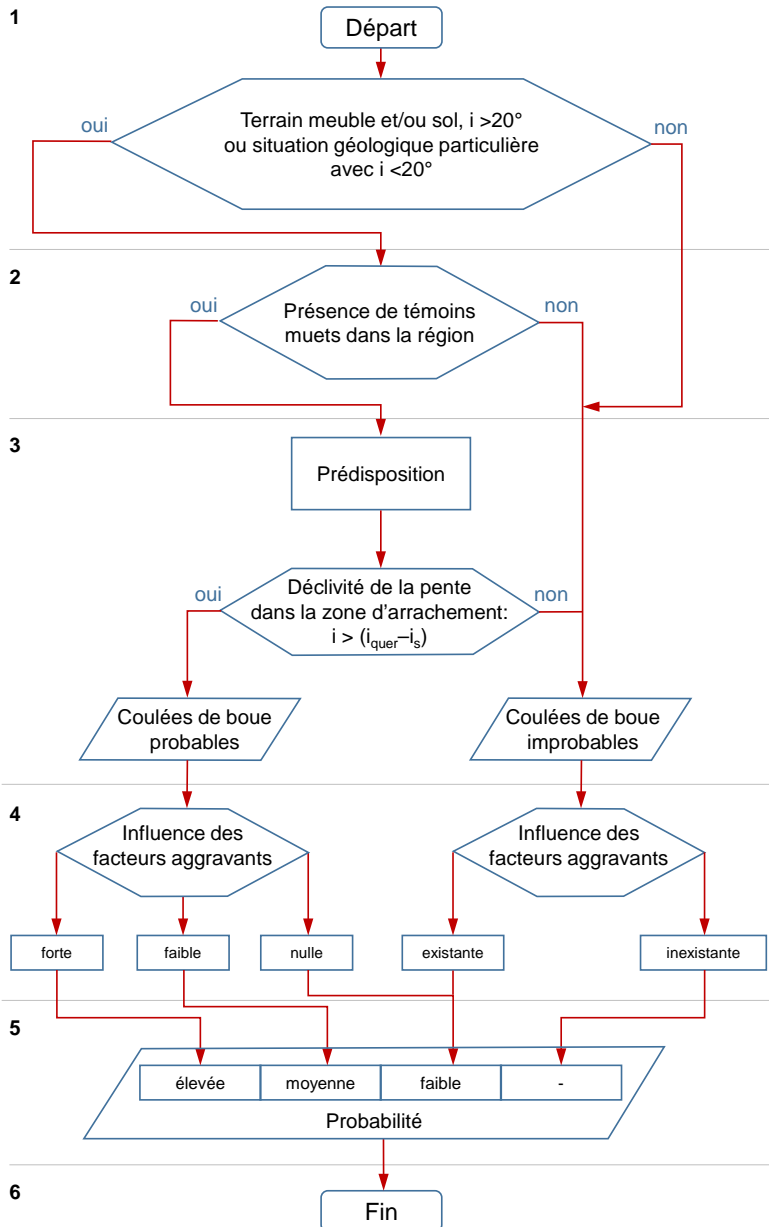 1
Départ
oui
Terrain meuble et/ou sol, i >20°
ou situation géologique particulière
avec i <20°
non
2
oui
Présence de témoins
muets dans la région
non
3
Prédisposition
oui
Déclivité de la pente
dans la zone d'arrachement:
i > (iquer–is)
non
Coulées de boue
probables
Coulées de boue
improbables
4
Influence des
facteurs aggravants
Influence des
facteurs aggravants
forte
faible
nulle
existante
inexistante
5
élevée
moyenne
faible
-
Probabilité
6
Fin